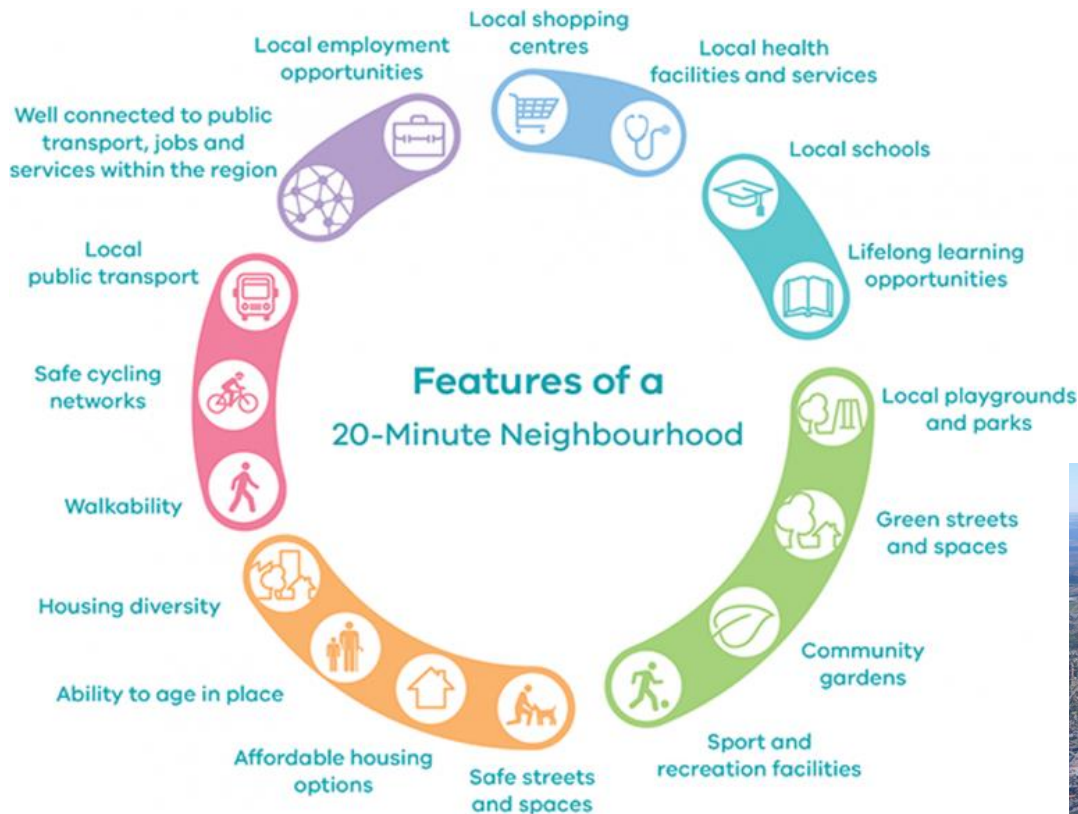 Features of a
20-Minute Neighbourhood
Local shopping
centres
Local health
facilities and services
Local schools
Lifelong learning
opportunities
Local playgrounds
and parks
Green streets
and spaces
Community
gardens
Sport and
recreation facilities
Safe streets
and spaces
Affordable housing
options
Ability to age in place
Housing diversity
Walkability
Safe cycling
networks
Local
public transport
Well connected to public
transport, jobs and
services within the region
Local employment
opportunities